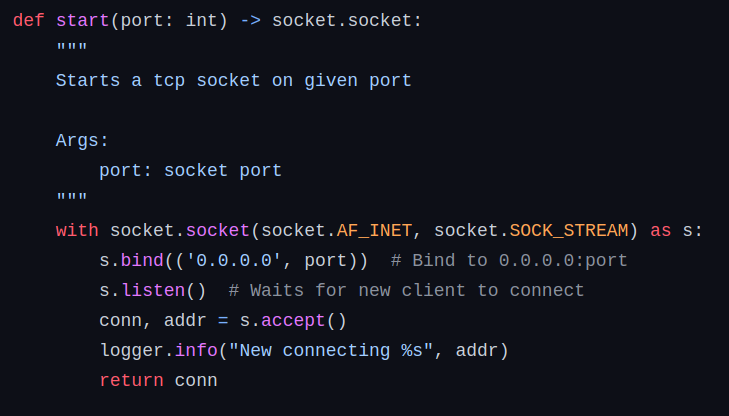 def start(port: int) -> socket.socket:
    """
    Starts a tcp socket on given port

    Args:
        port: socket port
    """
    with socket.socket(socket.AF_INET, socket.SOCK_STREAM) as s:
        s.bind(('0.0.0.0', port))  # Bind to 0.0.0.0:port
        s.listen()  # Waits for new client to connect
        conn, addr = s.accept()
        logger.info("New connecting %s", addr)
        return conn